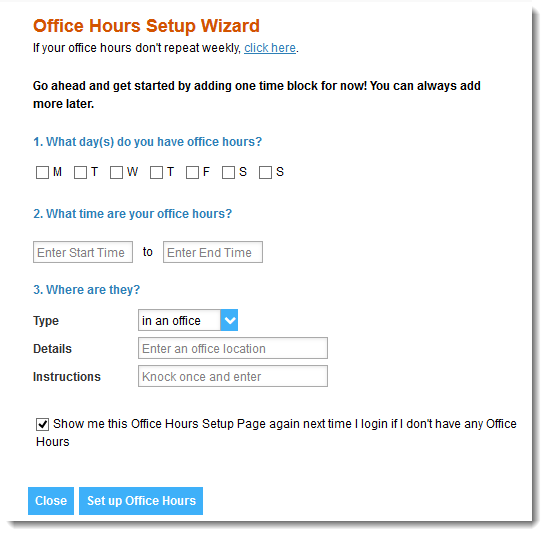 Office Hours Setup Wizard
If your office hours don't repeat weekly, click here.
Go ahead and get started by adding one time block for now! You can always add
more later.
1. What day(s) do you have office hours?
M T W T F S S
2. What time are your office hours?
Enter Start Time to Enter End Time
3. Where are they?
Type in an office
Details Enter an office location
Instructions Knock once and enter
Show me this Office Hours Setup Page again next time I login if I don't have any Office
Hours
Close Set up Office Hours